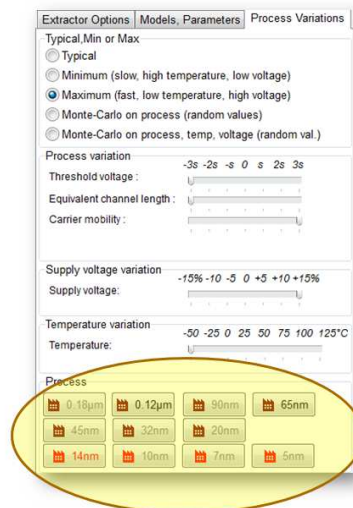 Extractor Options Models, Parameters Process Variations
Typical,Min or Max
Typical
Minimum (slow, high temperature, low voltage)
Maximum (fast, low temperature, high voltage)
Monte-Carlo on process (random values)
Monte-Carlo on process, temp, voltage (random val.)
Process variation
-3s -2s -s 0 s 2s 3s
Threshold voltage :
Equivalent channel length :
Carrier mobility :
Supply voltage variation
-15% -10 -5 0 +5 +10 +15%
Supply voltage:
Temperature variation
-50 -25 0 25 50 75 100 125°C
Temperature:
Process
0.18µm 0.12µm 90nm 65nm
45nm 32nm 20nm
14nm 10nm 7nm 5nm